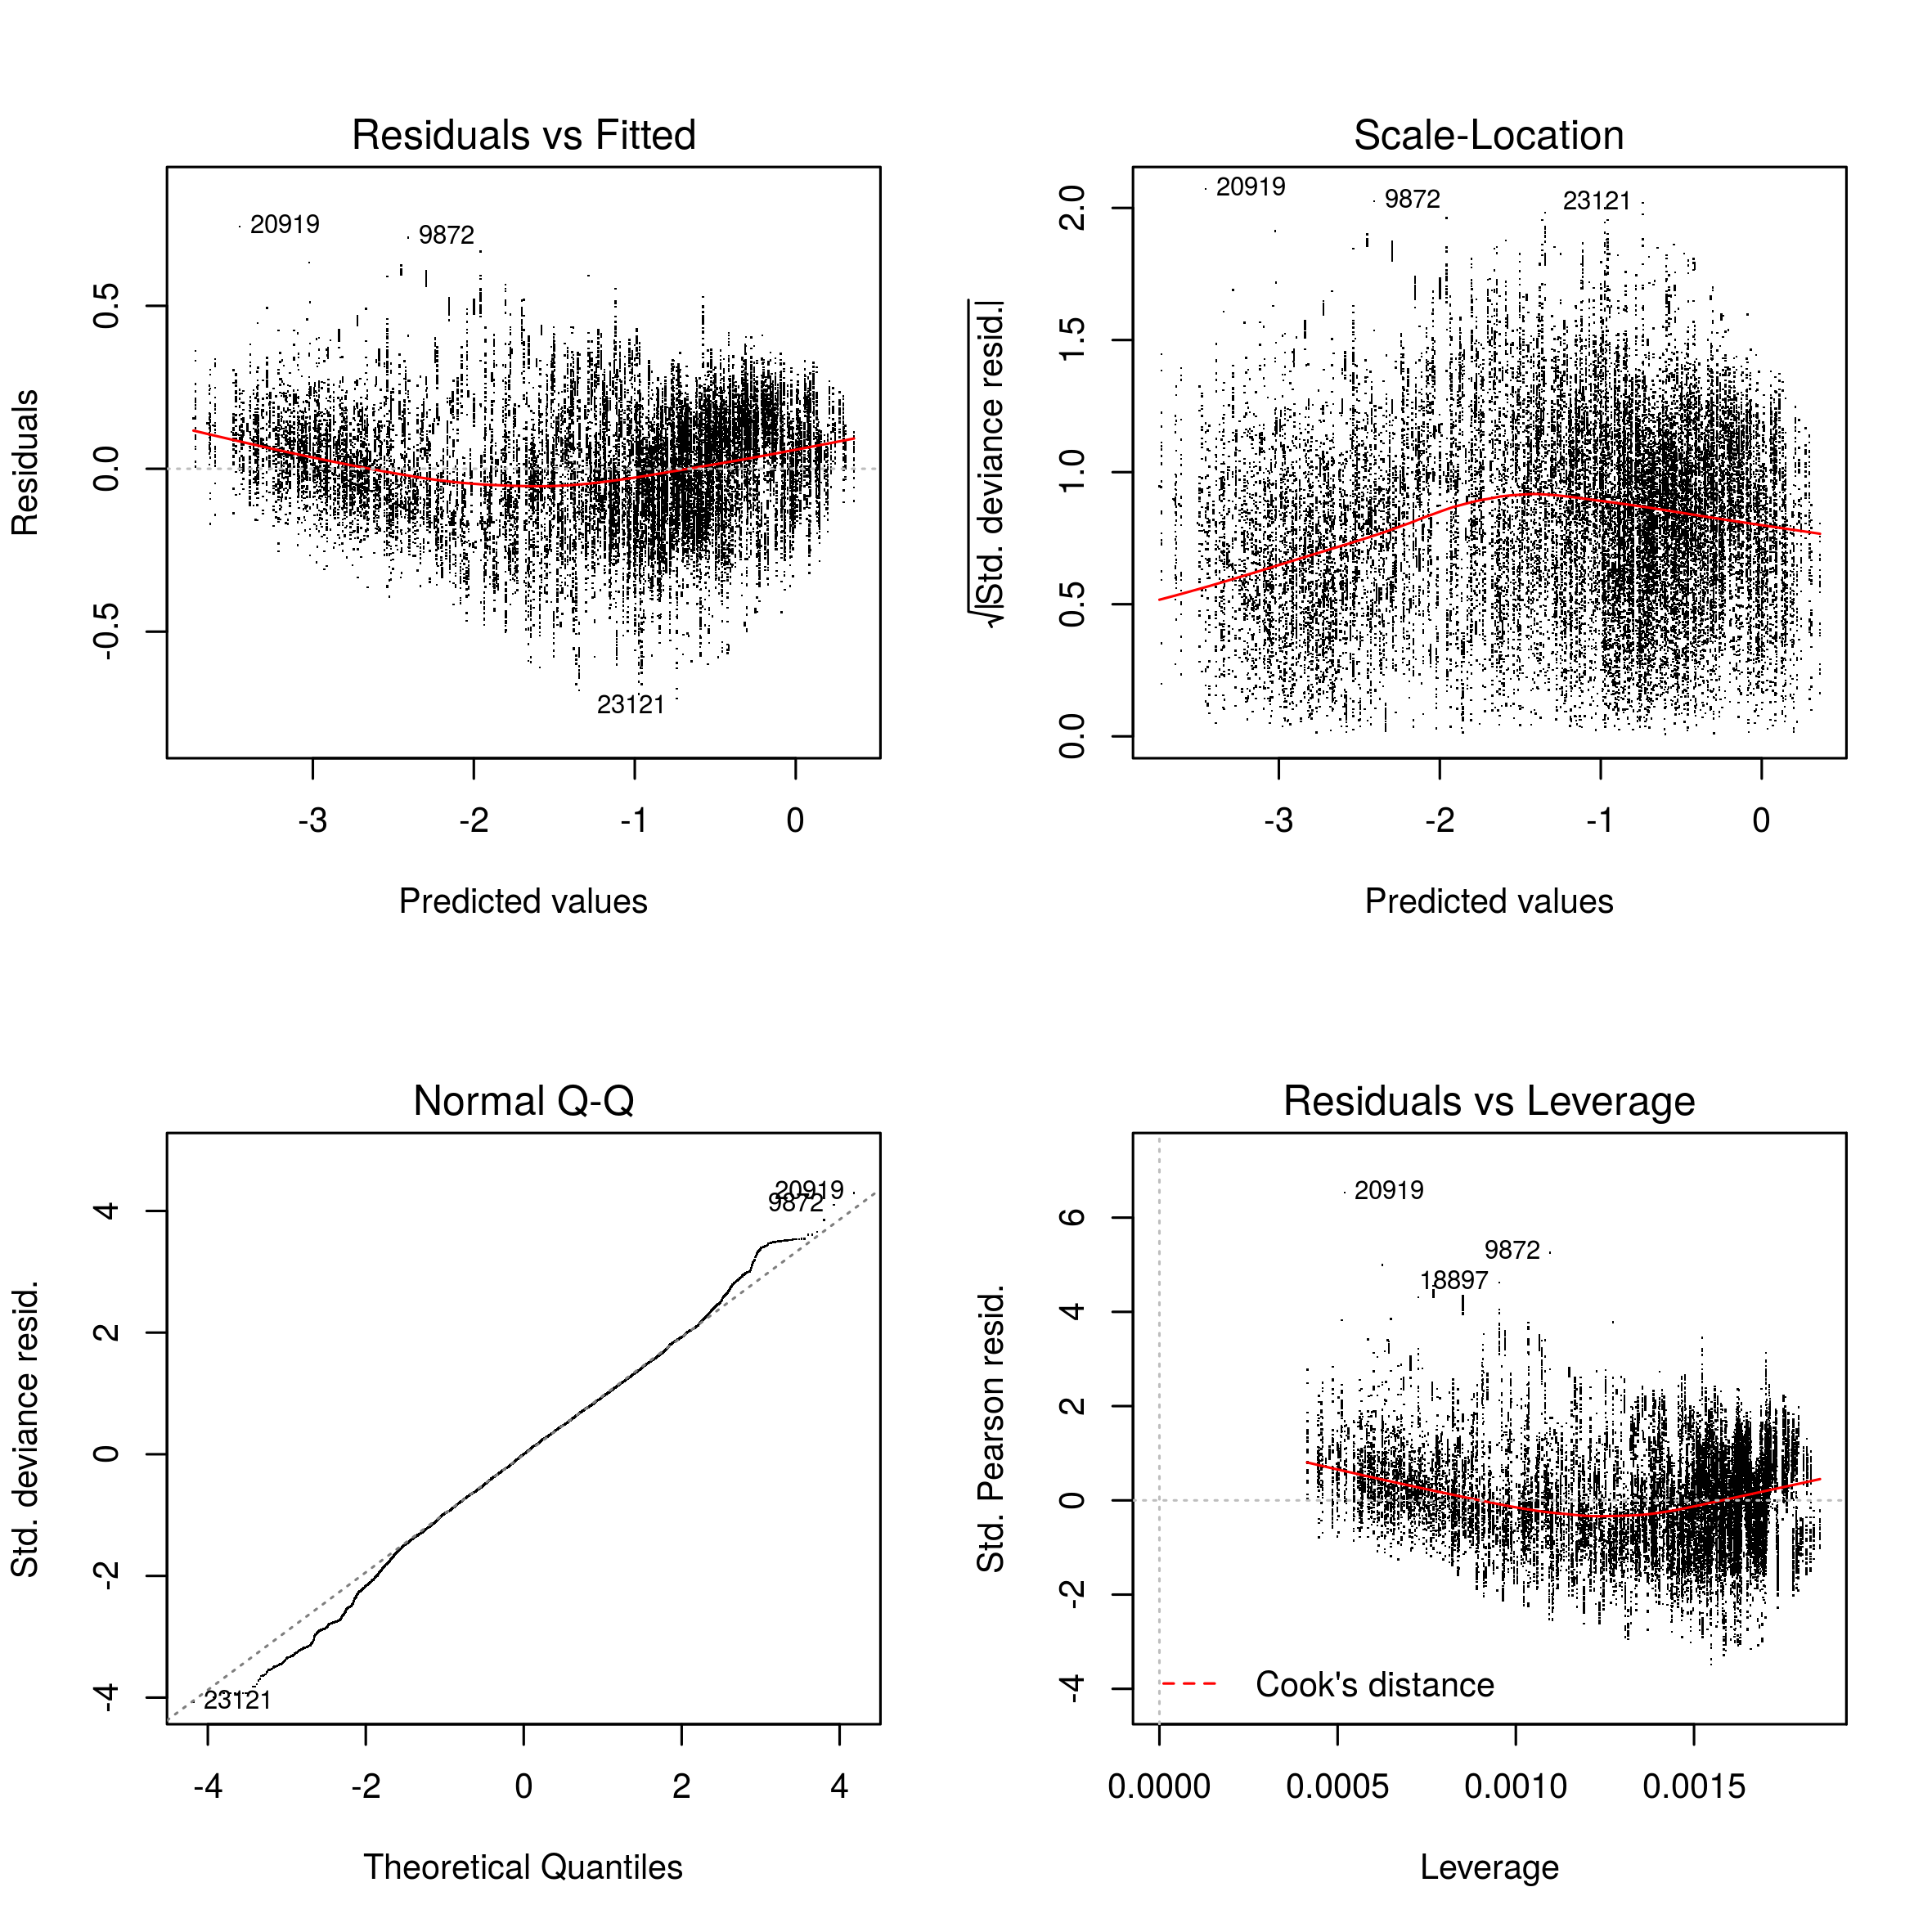 Residuals vs Fitted
20919
9872
23121
0.5
0.0
-0.5
Residuals
-3 -2 -1 0
Predicted values
Scale-Location
20919
9872
23121
2.0
1.5
1.0
0.5
0.0
√|Std. deviance resid.|
-3 -2 -1 0
Predicted values
Normal Q-Q
20919
9872
23121
4
2
0
-2
-4
Std. deviance resid.
-4 -2 0 2 4
Theoretical Quantiles
Residuals vs Leverage
20919
9872
18897
6
4
2
0
-2
-4
Std. Pearson resid.
Cook's distance
0.0000 0.0005 0.0010 0.0015
Leverage